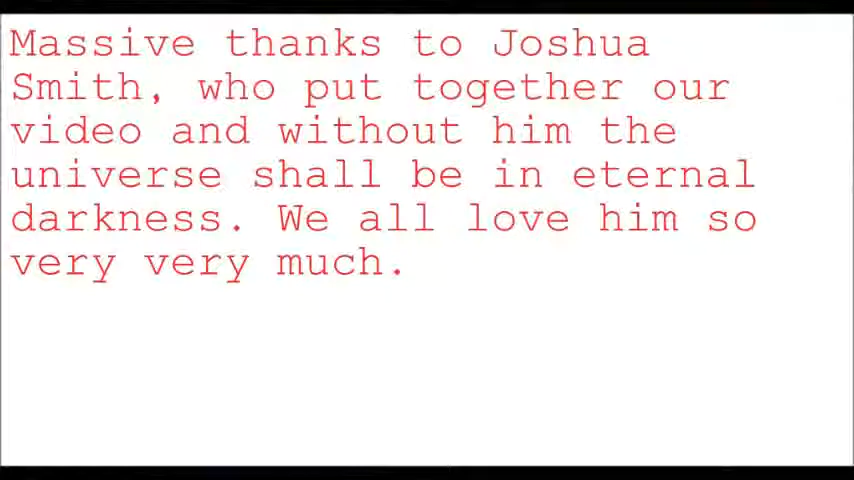 Massive thanks to Joshua
Smith, who put together our
video and without him the
universe shall be in eternal
darkness. We all love him so
very very much.